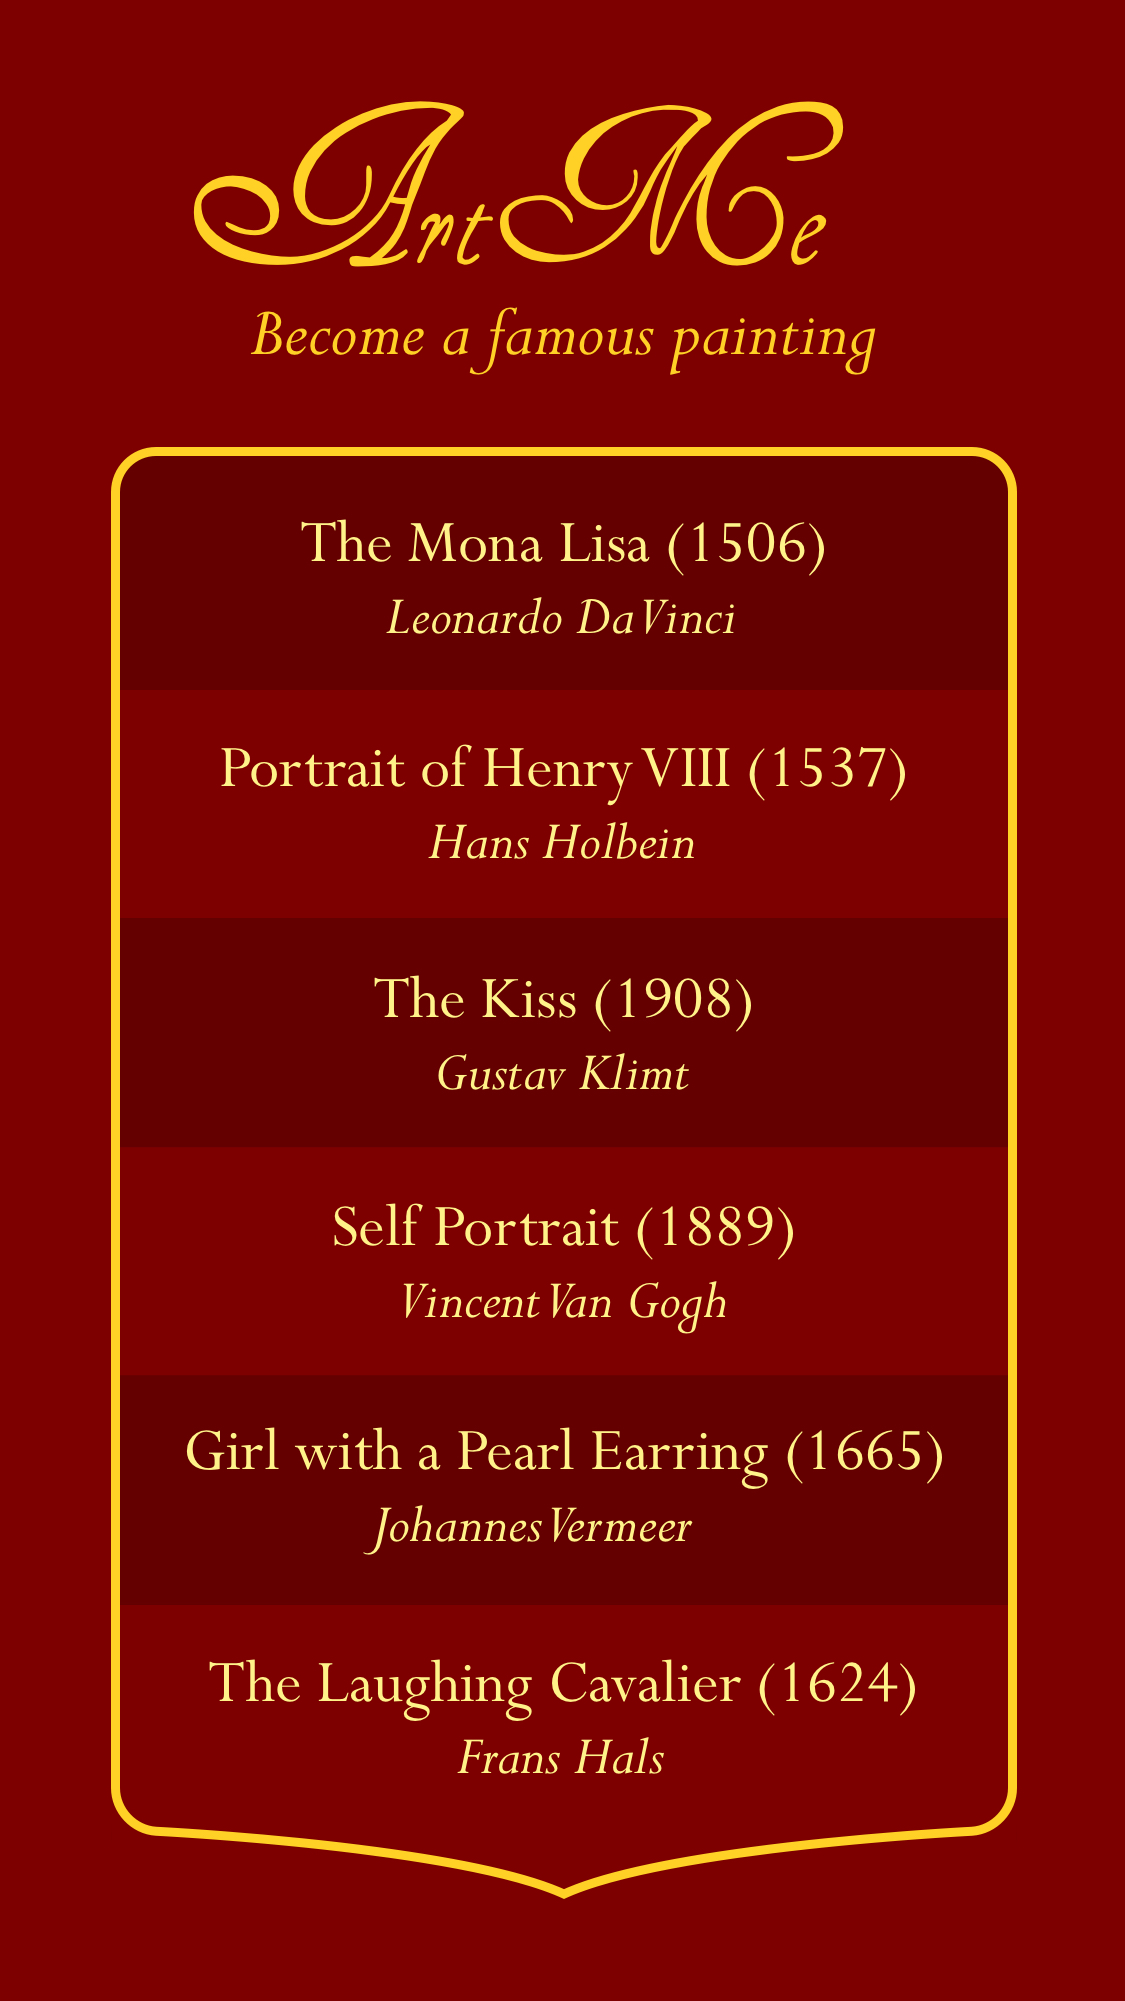 Art Me
Become a famous painting
The Mona Lisa (1506)
Leonardo Da Vinci
Portrait of Henry VIII (1537)
Hans Holbein
The Kiss (1908)
Gustav Klimt
Self Portrait (1889)
Vincent Van Gogh
Girl with a Pearl Earring (1665)
Johannes Vermeer
The Laughing Cavalier (1624)
Frans Hals